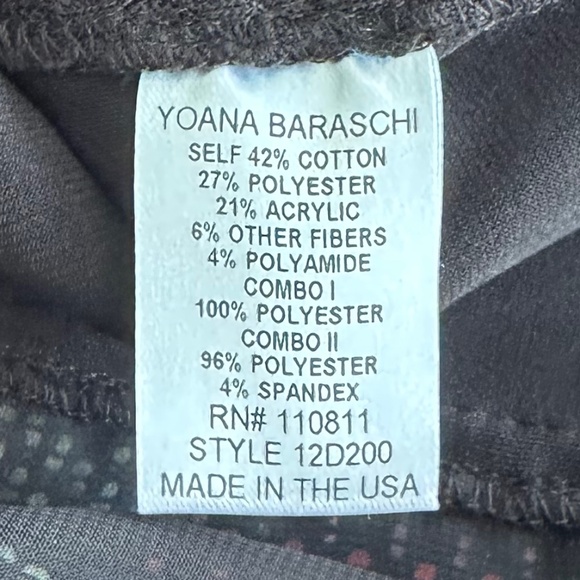 YOANA BARASCHI
SELF 42% COTTON
27% POLYESTER
21% ACRYLIC
6% OTHER FIBERS
4% POLYAMIDE
COMBO I
100% POLYESTER
COMBO II
96% POLYESTER
4% SPANDEX
RN# 110811
STYLE 12D200
MADE IN THE USA